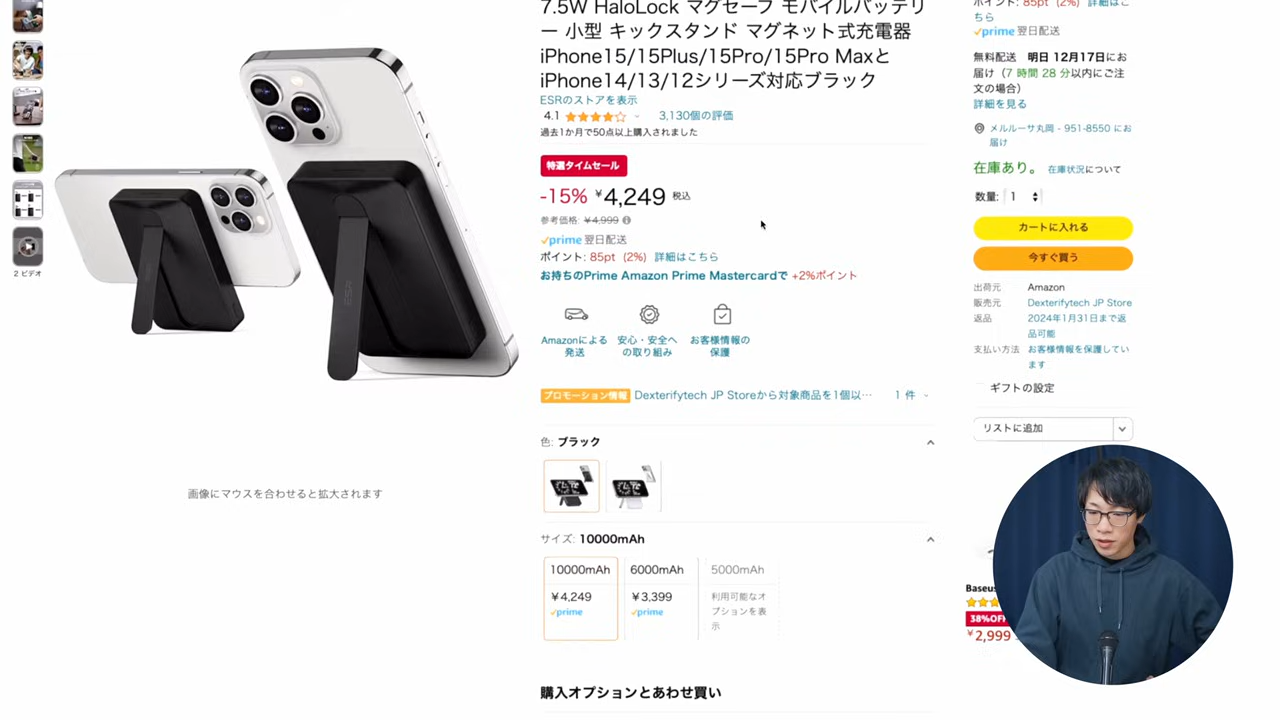 2 ビデオ
ESR
画像にマウスを合わせると拡大されます
7.5W HaloLock マグセーフ モバイルバッテリ
ー 小型 キックスタンド マグネット式充電器
iPhone15/15Plus/15Pro/15Pro Maxと
iPhone14/13/12シリーズ対応ブラック
ESRのストアを表示
4.1 3,130個の評価
過去1か月で50点以上購入されました
特選タイムセール
-15% ¥4,249 税込
参考価格: ¥4,999
prime 翌日配送
ポイント: 85pt (2%) 詳細はこちら
お持ちのPrime Amazon Prime Mastercardで +2%ポイント
Amazonによる
発送
安心・安全へ
の取り組み
お客様情報の
保護
プロモーション情報 Dexterifytech JP Storeから対象商品を1個以… 1 件
色: ブラック
サイズ: 10000mAh
10000mAh
¥4,249
prime
6000mAh
¥3,399
prime
5000mAh
利用可能なオ
プションを表
示
購入オプションとあわせ買い
ポイント: 85pt (2%) 詳細はこ
ちら
prime 翌日配送
無料配送 明日 12月17日にお
届け（7 時間 28 分以内にご注
文の場合）
詳細を見る
メルルーサ丸岡 - 951-8550 にお
届け
在庫あり。 在庫状況について
数量: 1
カートに入れる
今すぐ買う
出荷元 Amazon
販売元 Dexterifytech JP Store
返品 2024年1月31日まで返
品可能
支払い方法 お客様情報を保護してい
ます
ギフトの設定
リストに追加
Baseus
38%OFF
¥2,999